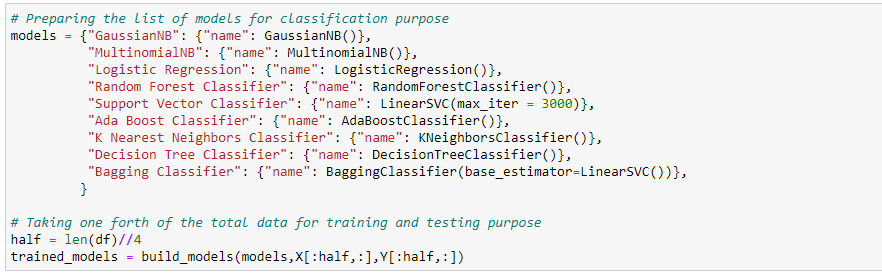 # Preparing the list of models for classification purpose
models = {"GaussianNB": {"name": GaussianNB()},
"MultinomialNB": {"name": MultinomialNB()},
"Logistic Regression": {"name": LogisticRegression()},
"Random Forest Classifier": {"name": RandomForestClassifier()},
"Support Vector Classifier": {"name": LinearSVC(max_iter = 3000)},
"Ada Boost Classifier": {"name": AdaBoostClassifier()},
"K Nearest Neighbors Classifier": {"name": KNeighborsClassifier()},
"Decision Tree Classifier": {"name": DecisionTreeClassifier()},
"Bagging Classifier": {"name": BaggingClassifier(base_estimator=LinearSVC())},
}
# Taking one forth of the total data for training and testing purpose
half = len(df)//4
trained_models = build_models(models,X[:half,:],Y[:half,:])